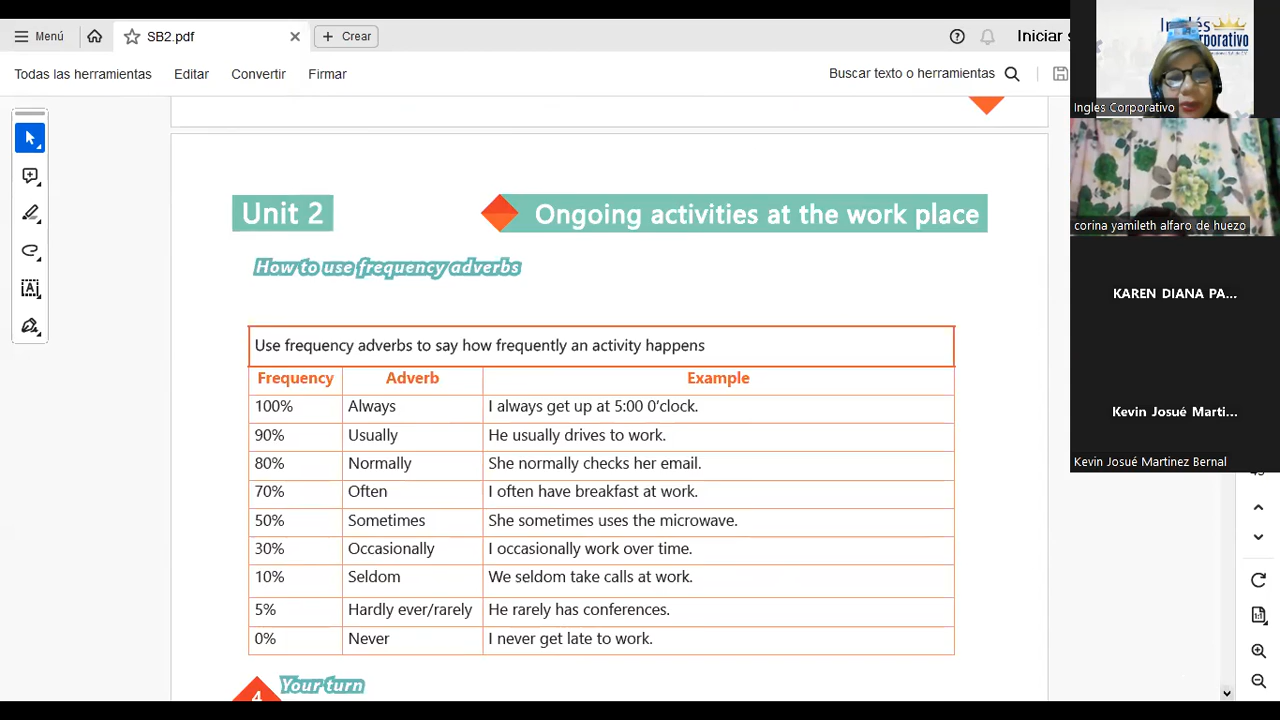 Menú
SB2.pdf
Crear
Iniciar s
Todas las herramientas
Editar
Convertir
Firmar
Buscar texto o herramientas
Unit 2
Ongoing activities at the work place
How to use frequency adverbs
Use frequency adverbs to say how frequently an activity happens
Frequency Adverb Example
100% Always I always get up at 5:00 0'clock.
90% Usually He usually drives to work.
80% Normally She normally checks her email.
70% Often I often have breakfast at work.
50% Sometimes She sometimes uses the microwave.
30% Occasionally I occasionally work over time.
10% Seldom We seldom take calls at work.
5% Hardly ever/rarely He rarely has conferences.
0% Never I never get late to work.
4
Your turn
Inglés
Corporativo
Ingles Corporativo
corina yamileth alfaro de huezo
KAREN DIANA PA...
Kevin Josué Marti...
Kevin Josué Martinez Bernal
1:1